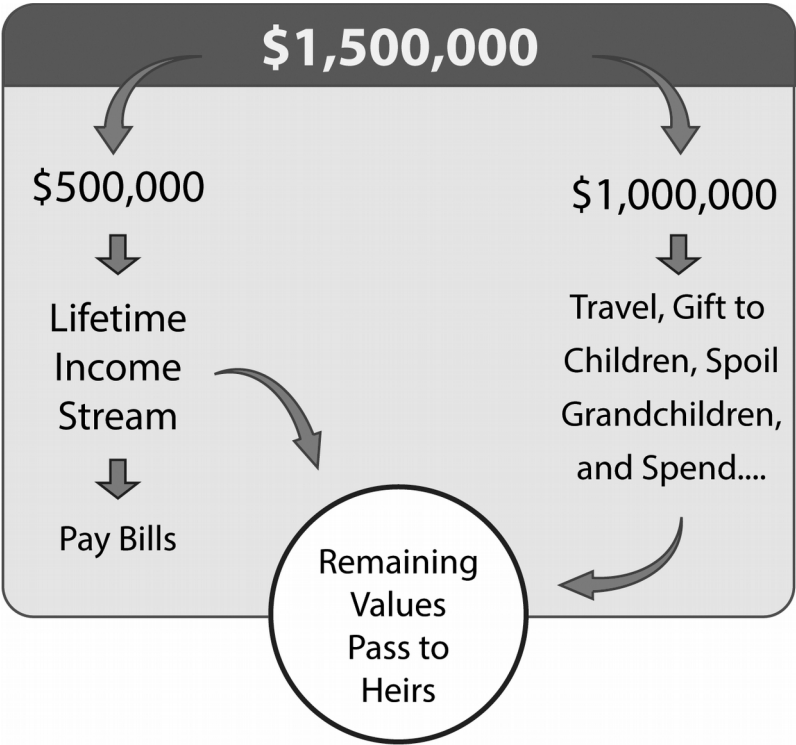 $1,500,000
$500,000
Lifetime
Income
Stream
Pay Bills
$1,000,000
Travel, Gift to
Children, Spoil
Grandchildren,
and Spend....
Remaining
Values
Pass to
Heirs